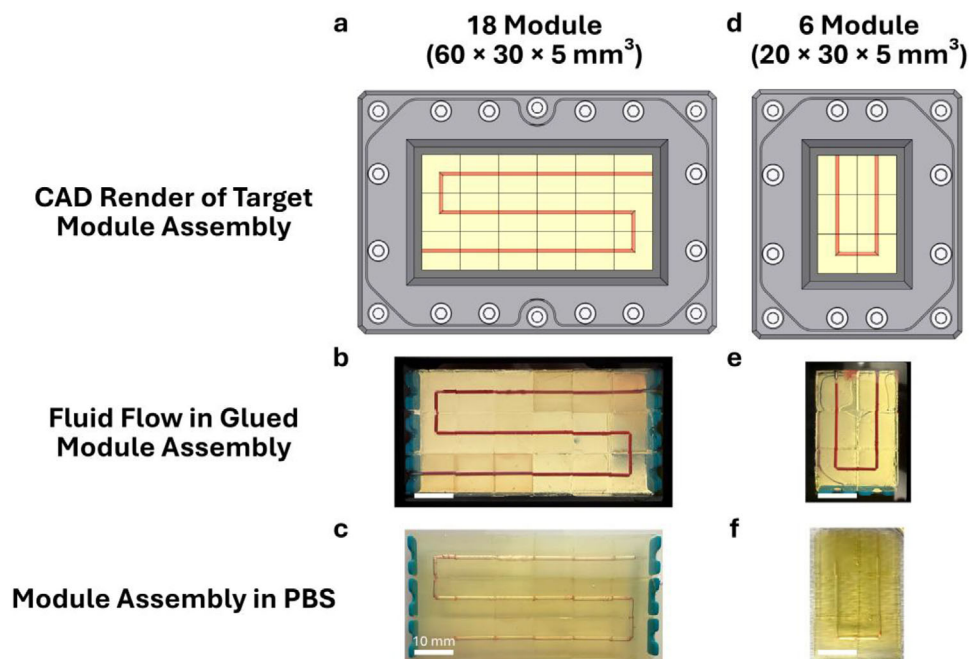 a
18 Module
(60 × 30 × 5 mm³)
d
6 Module
(20 × 30 × 5 mm³)
CAD Render of Target
Module Assembly
b
e
Fluid Flow in Glued
Module Assembly
c
f
Module Assembly in PBS
10 mm